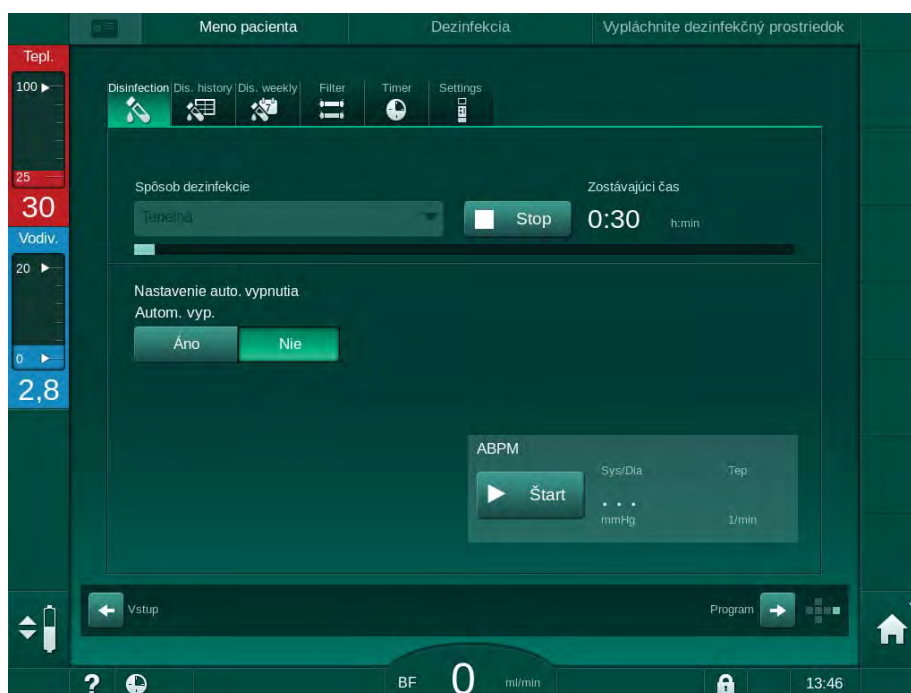 Meno pacienta Dezinfekcia Vypláchnite dezinfekčný prostriedok
Tepl.
100
25
30
Vodiv.
20
0
2,8
Disinfection Dis. history Dis. weekly Filter Timer Settings
7
Spôsob dezinfekcie Zostávajúci čas
Tepelná Stop 0:30 h:min
Nastavenie auto. vypnutia
Autom. vyp.
Áno Nie
ABPM
Sys/Dia Tep
Štart . . .
mmHg 1/min
Vstup Program
? BF 0 ml/min 13:46